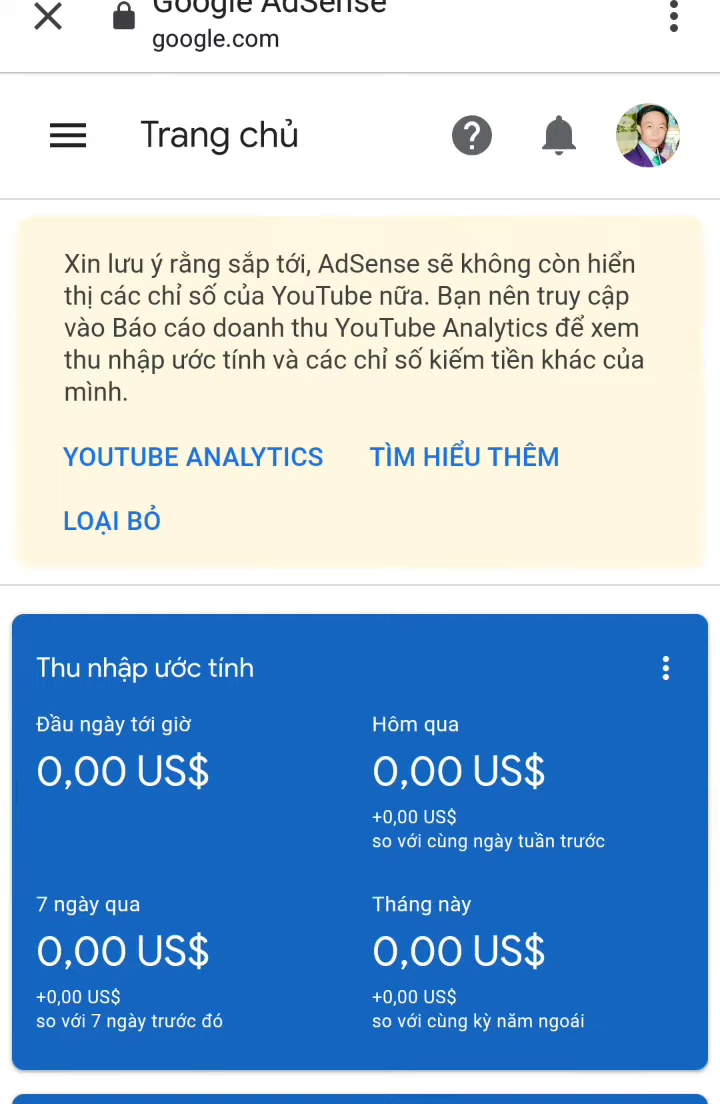 Google AdSense
google.com
Trang chủ
Xin lưu ý rằng sắp tới, AdSense sẽ không còn hiển
thị các chỉ số của YouTube nữa. Bạn nên truy cập
vào Báo cáo doanh thu YouTube Analytics để xem
thu nhập ước tính và các chỉ số kiếm tiền khác của
mình.
YOUTUBE ANALYTICS TÌM HIỂU THÊM
LOẠI BỎ
Thu nhập ước tính
Đầu ngày tới giờ
0,00 US$
Hôm qua
0,00 US$
+0,00 US$
so với cùng ngày tuần trước
7 ngày qua
0,00 US$
+0,00 US$
so với 7 ngày trước đó
Tháng này
0,00 US$
+0,00 US$
so với cùng kỳ năm ngoái